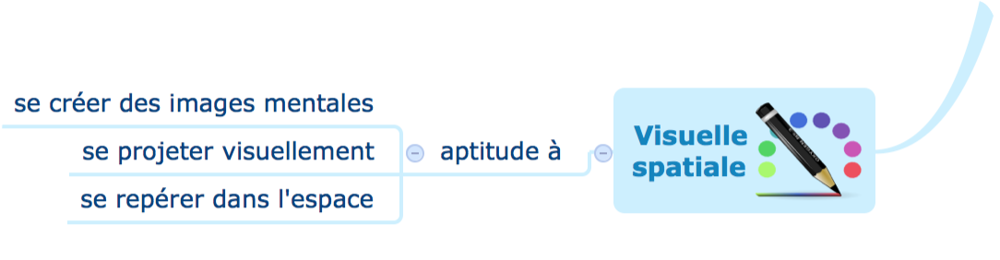 se créer des images mentales
se projeter visuellement
se repérer dans l'espace
aptitude à
Visuelle
spatiale